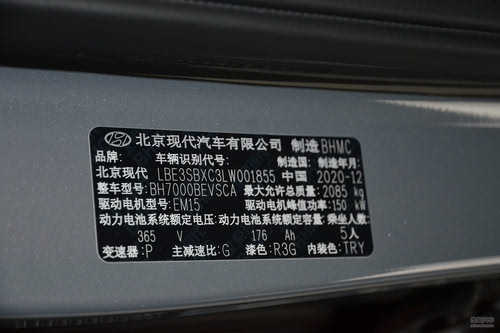 北京现代汽车有限公司 制造 BHMC
品牌: 车辆识别代号: 制造国: 制造年月:
北京现代 LBE3SBXC3LW001855 中国 2020-12
整车型号: BH7000BEVSCA 最大允许总质量: 2085 kg
驱动电机型号: EM15 驱动电机峰值功率: 150 kW
动力电池系统额定电压: 动力电池系统额定容量: 乘坐人数:
365 V 176 Ah 5人
变速器: P 主减速比: G 漆色: R3G 内装色: TRY